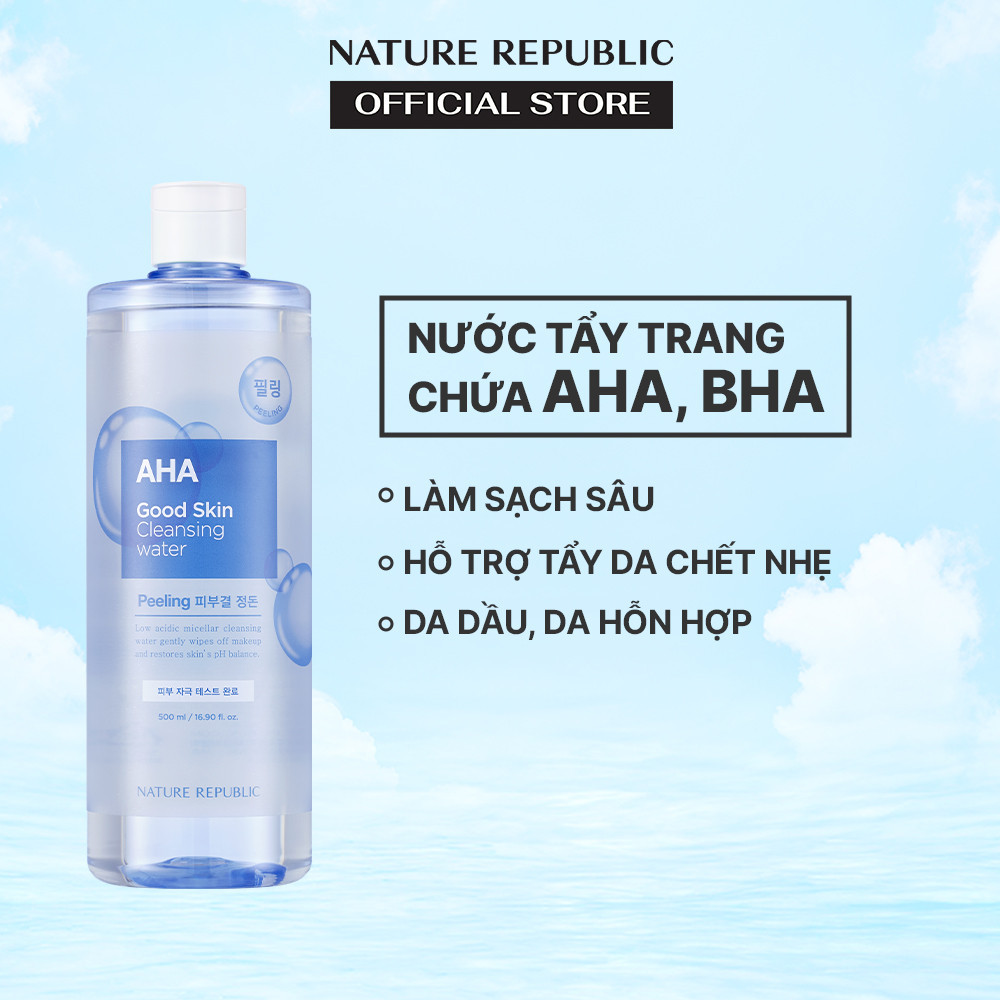 NATURE REPUBLIC
OFFICIAL STORE
필링
PEELING
AHA
Good Skin
Cleansing
water
Peeling 피부결 정돈
Low acidic micellar cleansing
water gently wipes off makeup
and restores skin's pH balance.
피부 자극 테스트 완료
500 ml / 16.90 fl. oz.
NATURE REPUBLIC
NƯỚC TẨY TRANG
CHỨA AHA, BHA
LÀM SẠCH SÂU
HỖ TRỢ TẨY DA CHẾT NHẸ
DA DẦU, DA HỖN HỢP